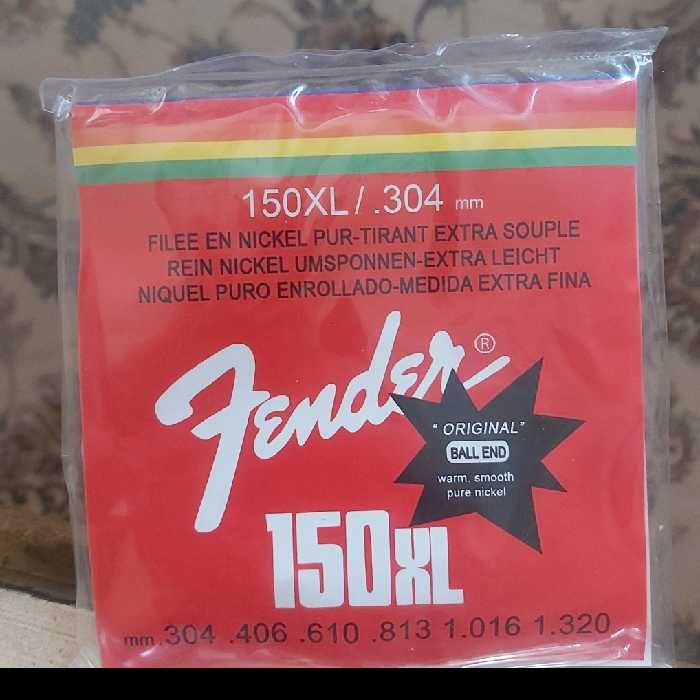 150XL / .304 mm
FILEE EN NICKEL PUR-TIRANT EXTRA SOUPLE
REIN NICKEL UMSPONNEN-EXTRA LEICHT
NIQUEL PURO ENROLLADO-MEDIDA EXTRA FINA
Fender®
"ORIGINAL"
BALL END
warm, smooth
pure nickel
150XL
mm .304 .406 .610 .813 1.016 1.320